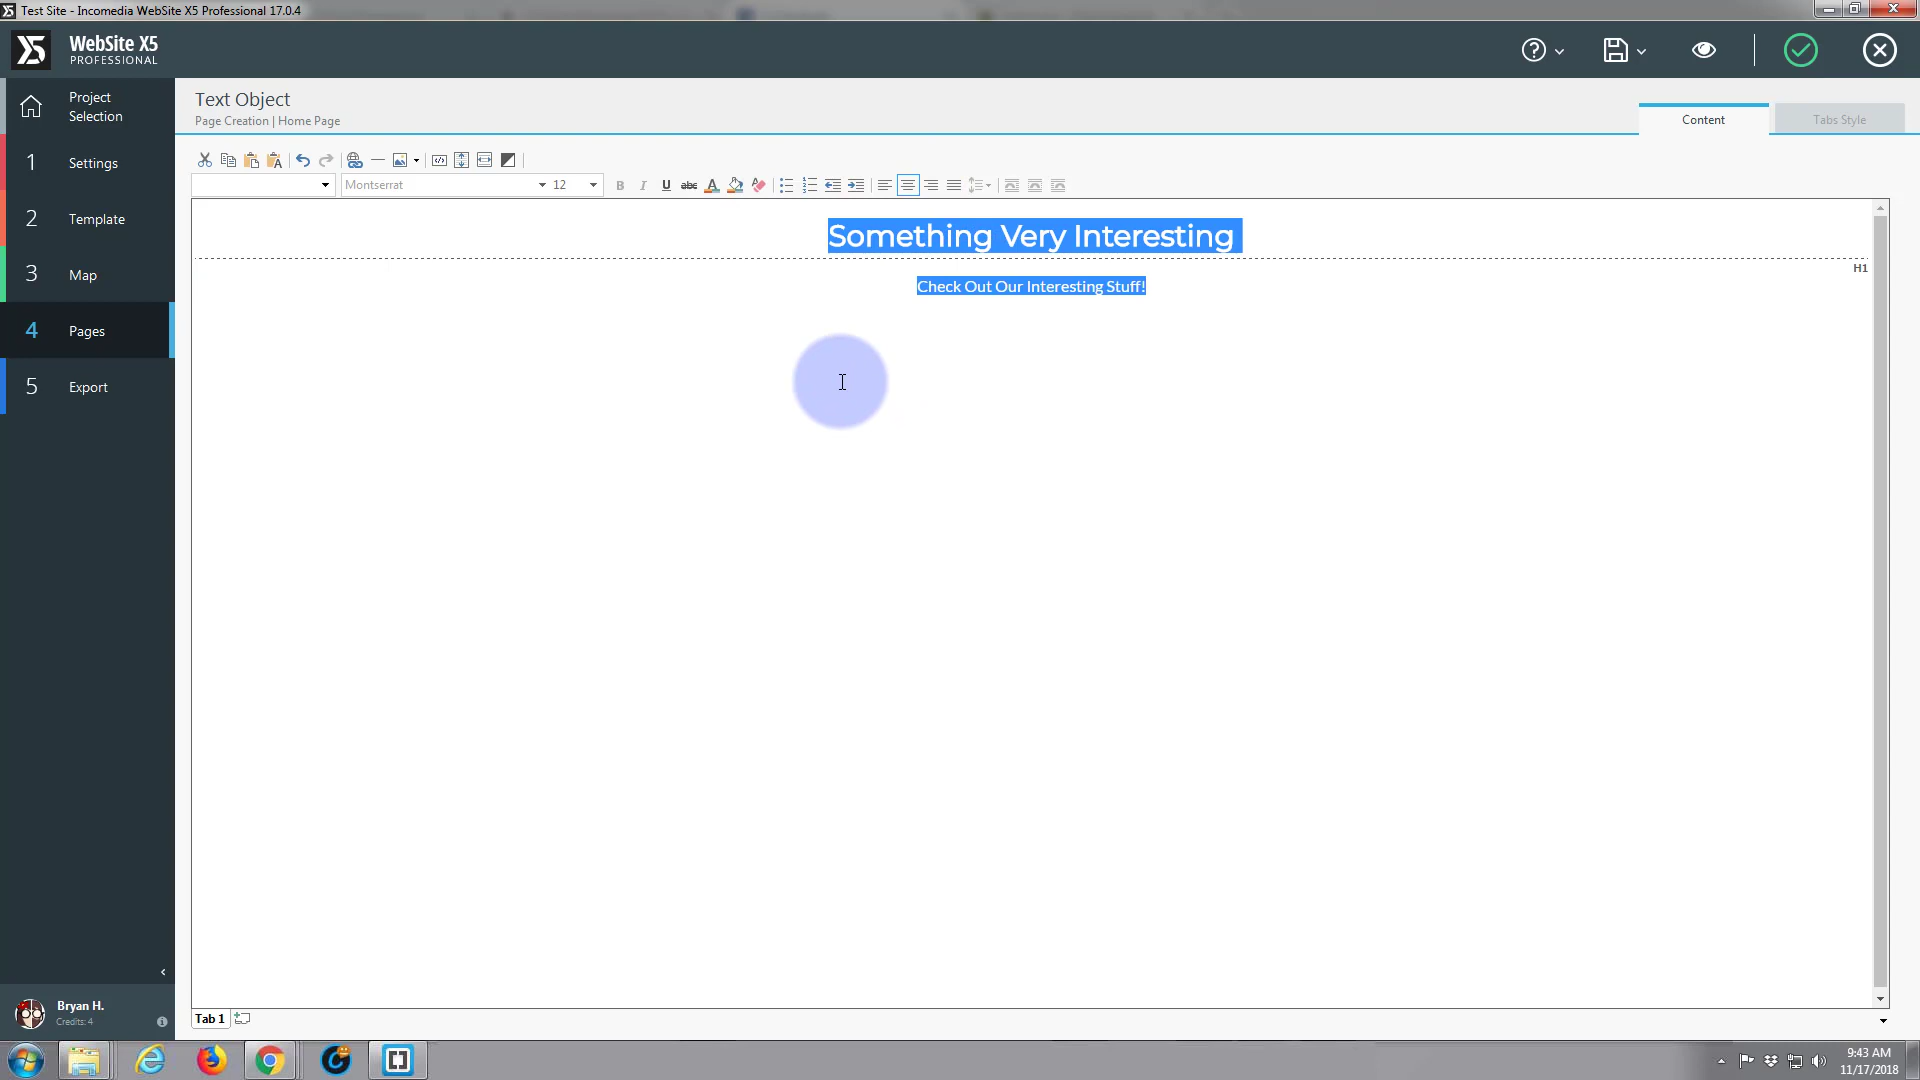 Test Site - Incomedia WebSite X5 Professional 17.0.4
WebSite X5
PROFESSIONAL
Project
Selection
1 Settings
2 Template
3 Map
4 Pages
5 Export
Text Object
Page Creation | Home Page
Content
Tabs Style
Montserrat
12
B I U abc A
Something Very Interesting
H1
Check Out Our Interesting Stuff!
Tab 1
Bryan H.
Credits: 4
9:43 AM
11/17/2018